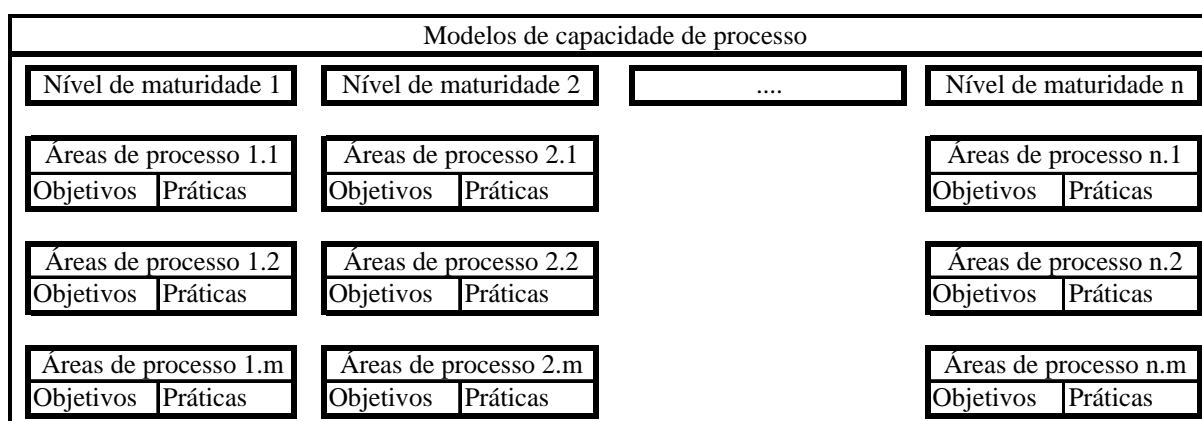 Modelos de capacidade de processo
Nível de maturidade 1 Nível de maturidade 2 .... Nível de maturidade n
Áreas de processo 1.1 Áreas de processo 2.1 Áreas de processo n.1
Objetivos Práticas Objetivos Práticas Objetivos Práticas
Áreas de processo 1.2 Áreas de processo 2.2 Áreas de processo n.2
Objetivos Práticas Objetivos Práticas Objetivos Práticas
Áreas de processo 1.m Áreas de processo 2.m Áreas de processo n.m
Objetivos Práticas Objetivos Práticas Objetivos Práticas